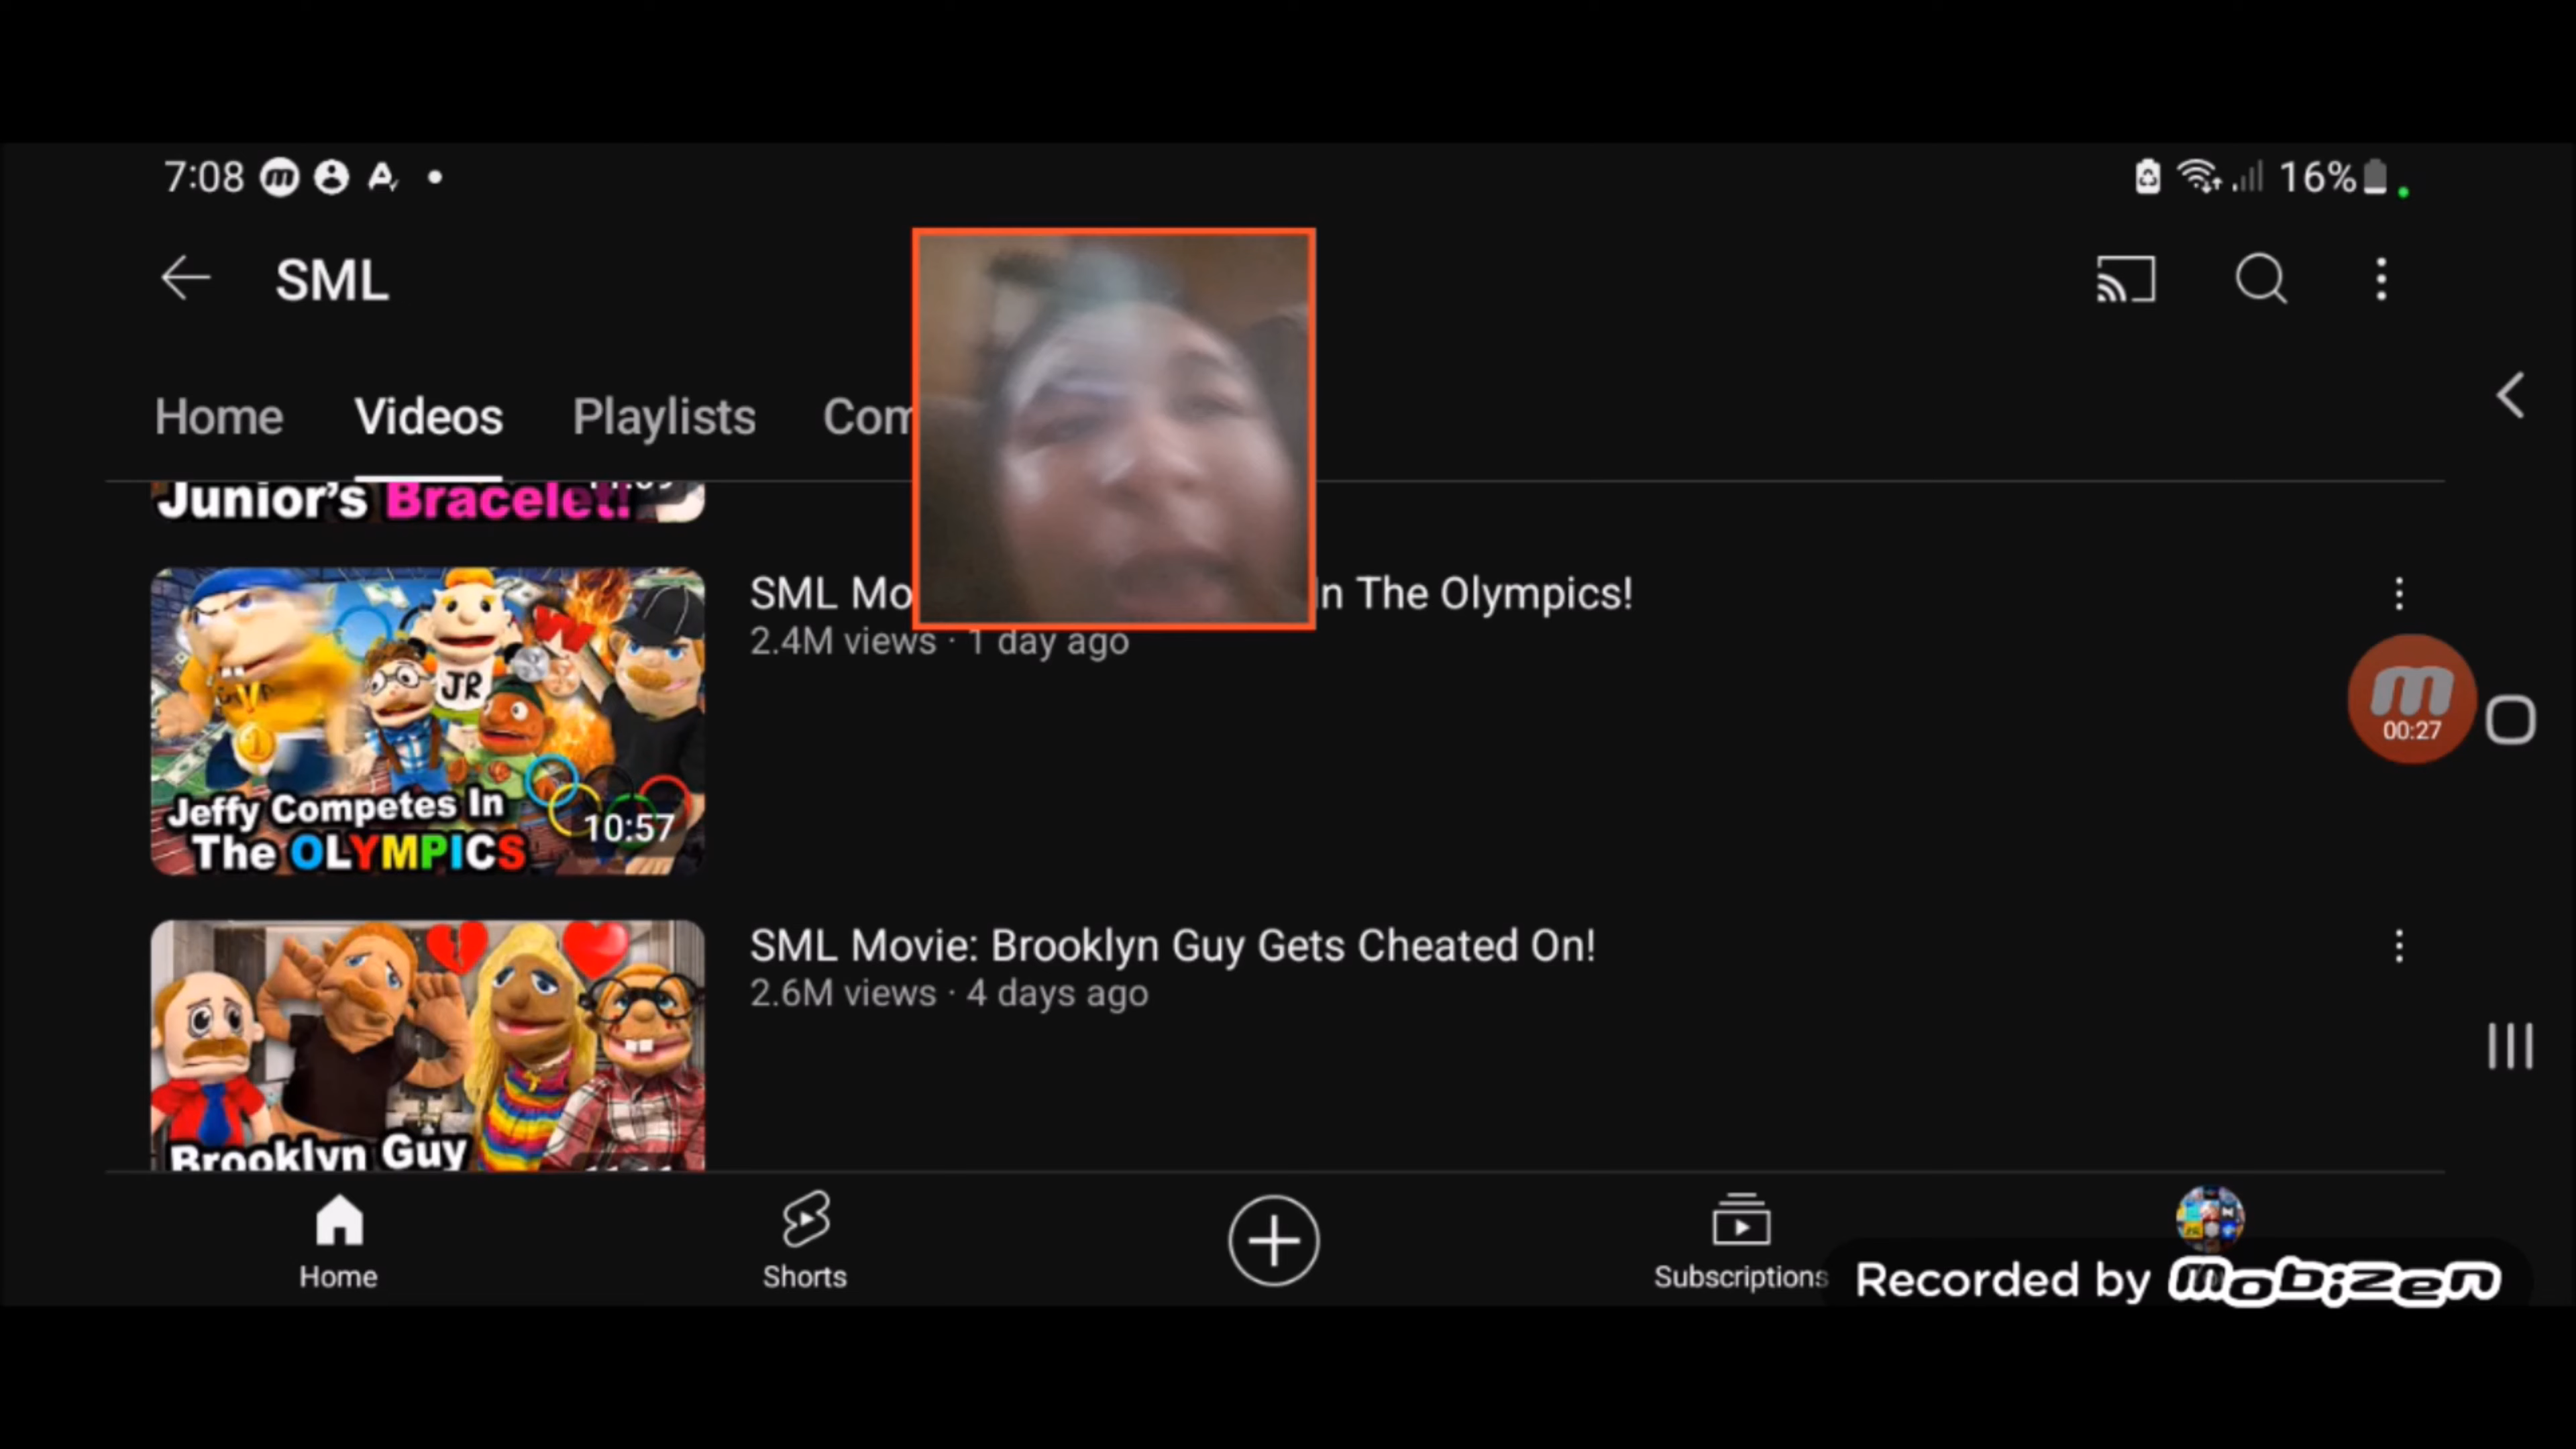 7:08
16%
SML
Home Videos Playlists Com
Junior's Bracelet!
SML Mo In The Olympics!
2.4M views · 1 day ago
JR
Jeffy Competes In
The OLYMPICS
10:57
m
00:27
SML Movie: Brooklyn Guy Gets Cheated On!
2.6M views · 4 days ago
Brooklyn Guy
Home
Shorts
Subscriptions
Recorded by mobizen